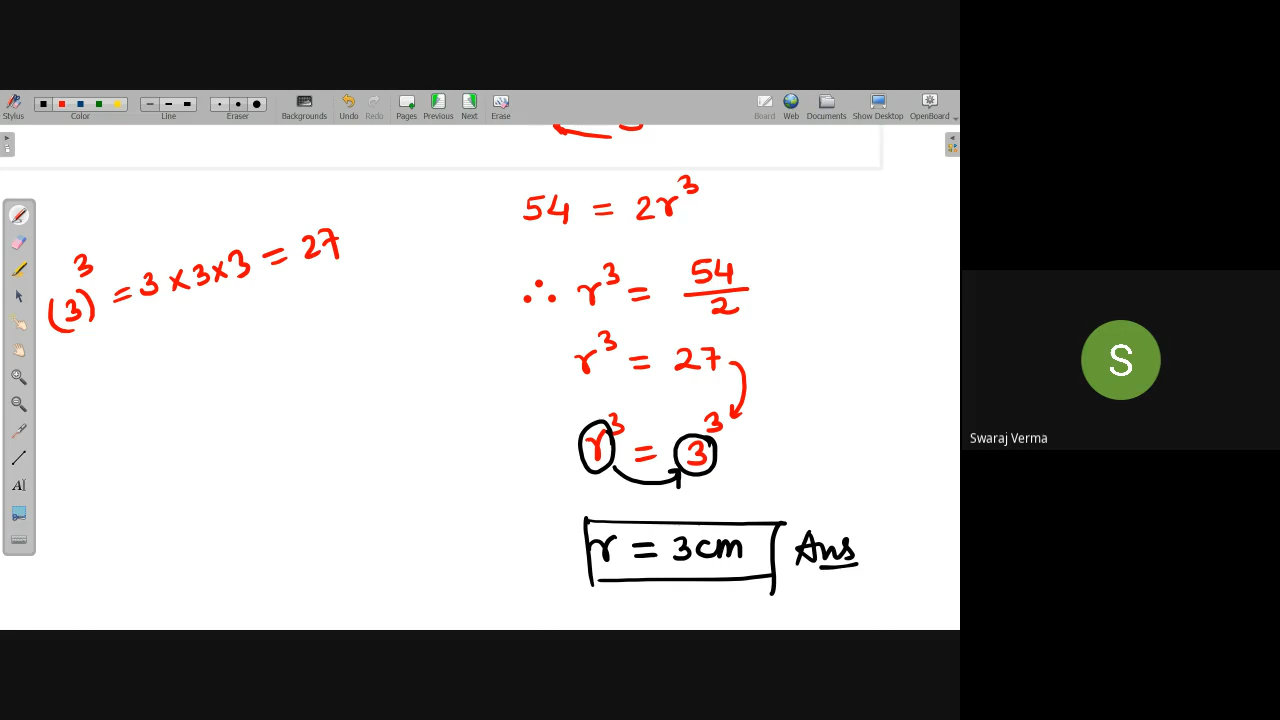 Stylus Color Line Eraser Backgrounds Undo Redo Pages Previous Next Erase Board Web Documents Show Desktop OpenBoard
54 = 2r³
(3)³ = 3 × 3 × 3 = 27
∴ r³ = 54/2
r³ = 27
r³ = 3³
r = 3cm Ans
S
Swaraj Verma